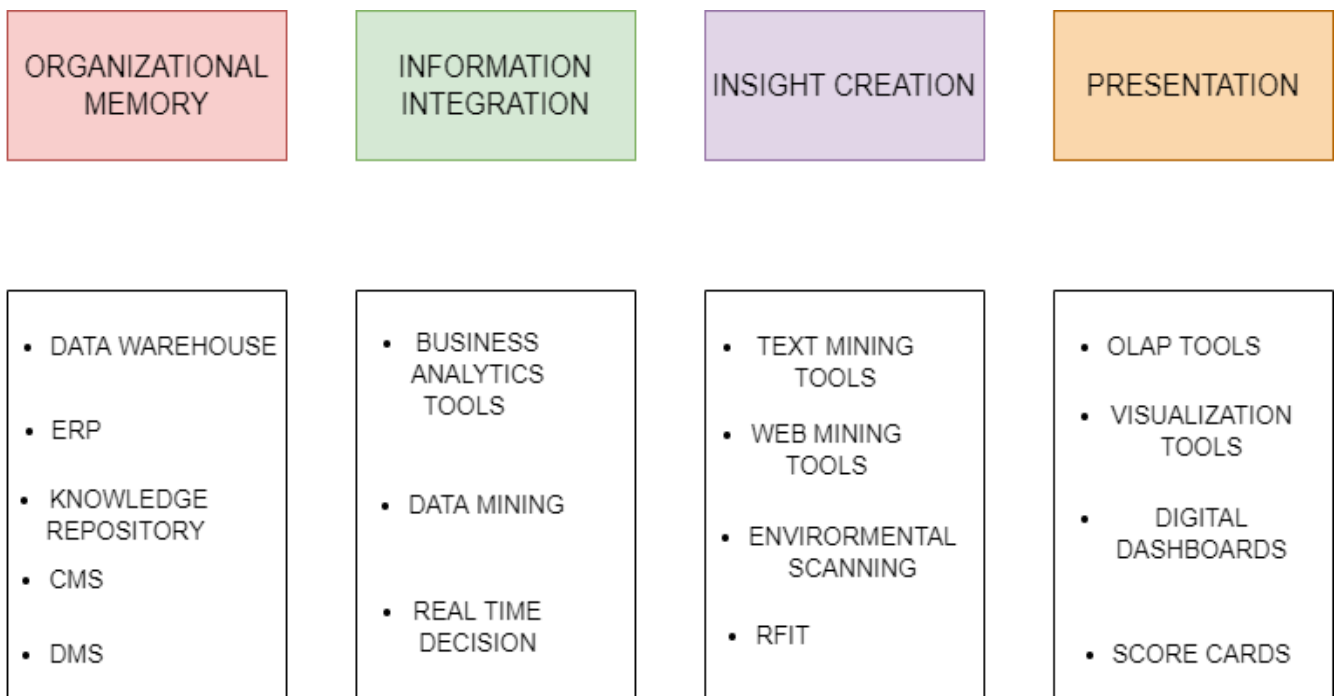 ORGANIZATIONAL
MEMORY
INFORMATION
INTEGRATION
INSIGHT CREATION
PRESENTATION
• DATA WAREHOUSE
• ERP
• KNOWLEDGE
REPOSITORY
• CMS
• DMS
• BUSINESS
ANALYTICS
TOOLS
• DATA MINING
• REAL TIME
DECISION
• TEXT MINING
TOOLS
• WEB MINING
TOOLS
• ENVIRORMENTAL
SCANNING
• RFIT
• OLAP TOOLS
• VISUALIZATION
TOOLS
• DIGITAL
DASHBOARDS
• SCORE CARDS